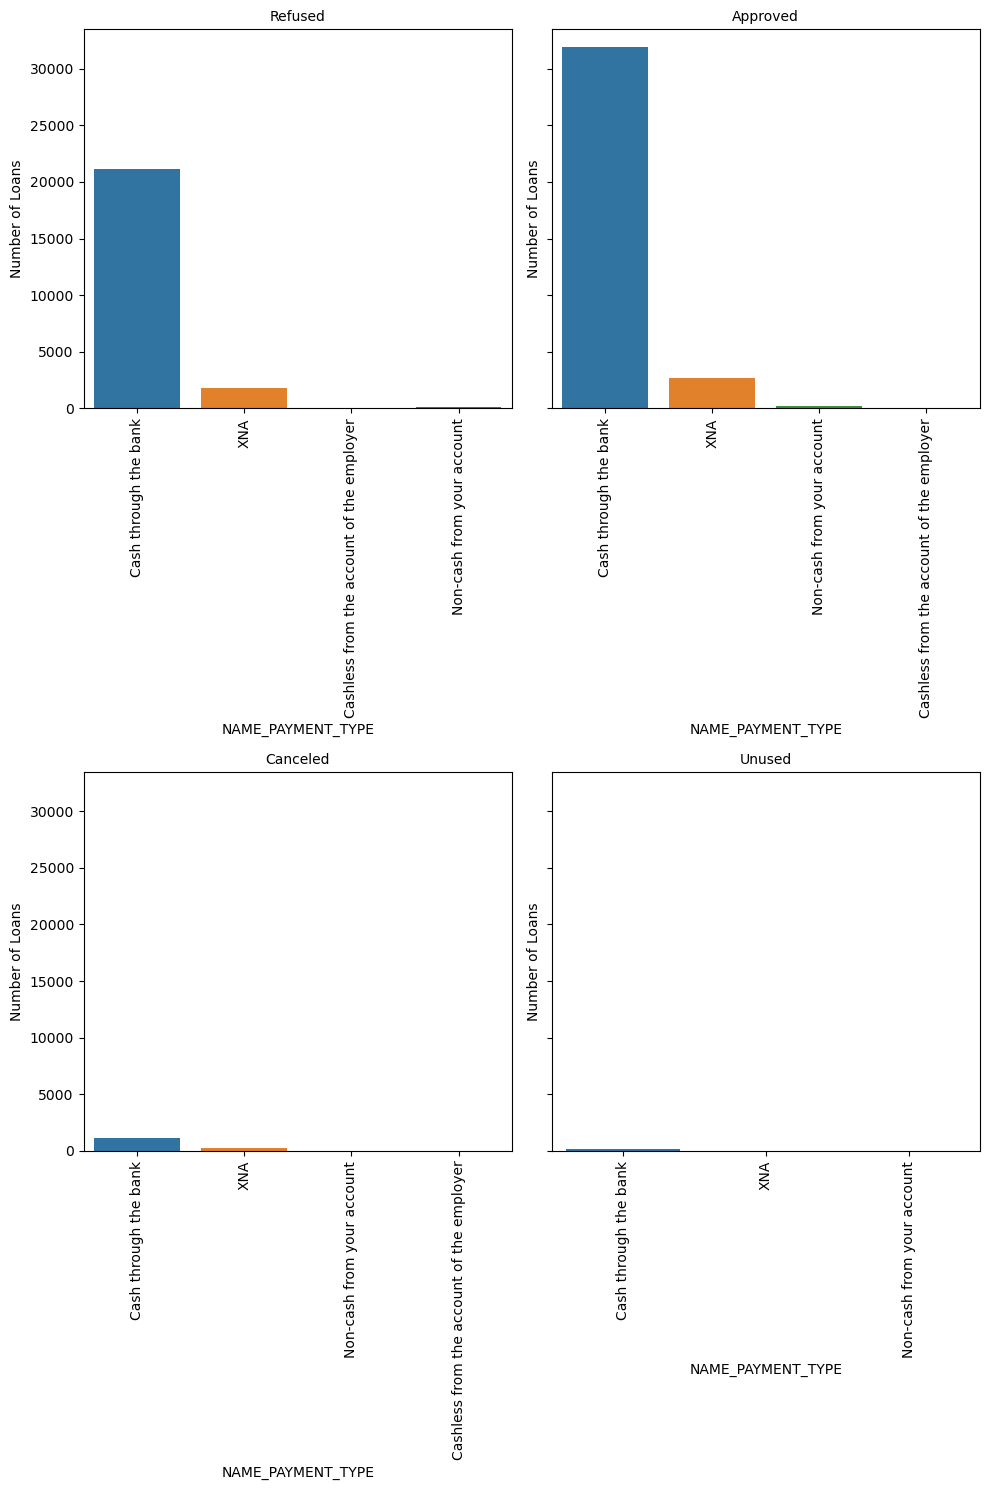 Refused
Number of Loans
30000
25000
20000
15000
10000
5000
0
Cash through the bank
XNA
Cashless from the account of the employer
Non-cash from your account
NAME_PAYMENT_TYPE
Approved
Number of Loans
Cash through the bank
XNA
Non-cash from your account
Cashless from the account of the employer
NAME_PAYMENT_TYPE
Canceled
Number of Loans
30000
25000
20000
15000
10000
5000
0
Cash through the bank
XNA
Non-cash from your account
Cashless from the account of the employer
NAME_PAYMENT_TYPE
Unused
Number of Loans
Cash through the bank
XNA
Non-cash from your account
NAME_PAYMENT_TYPE